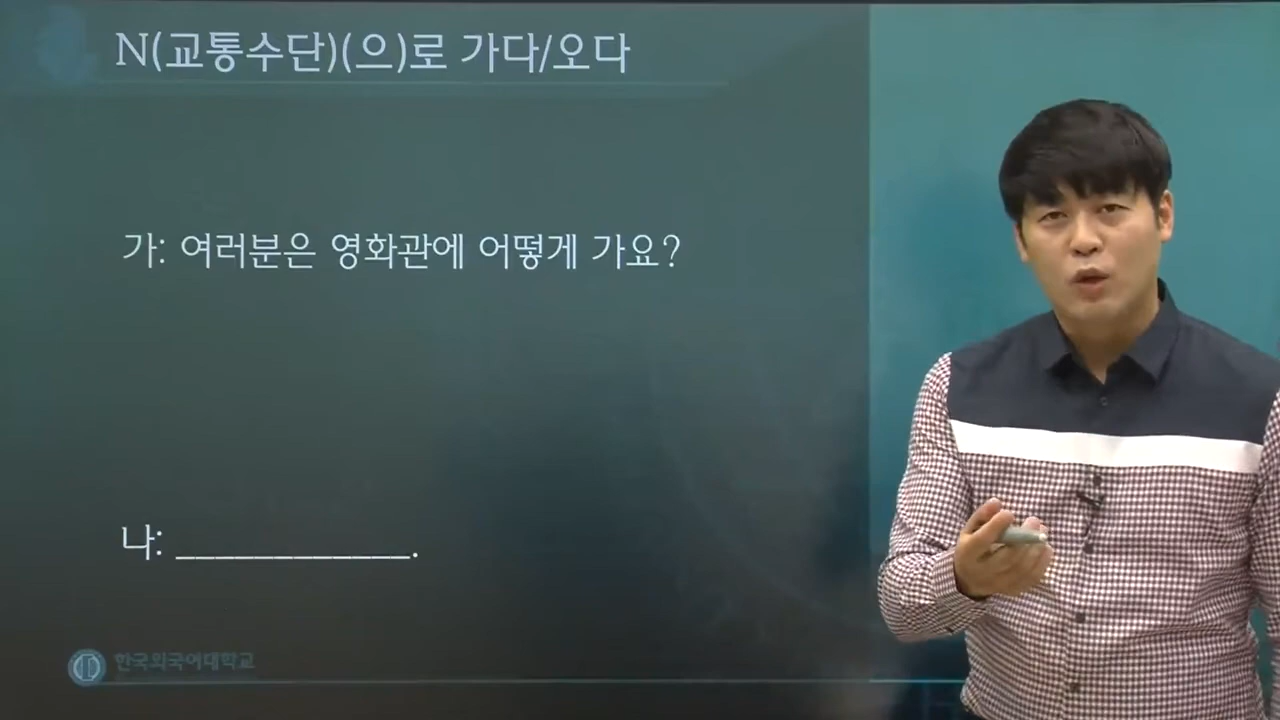 N(교통수단)(으)로 가다/오다
가: 여러분은 영화관에 어떻게 가요?
나: ____________.
한국외국어대학교